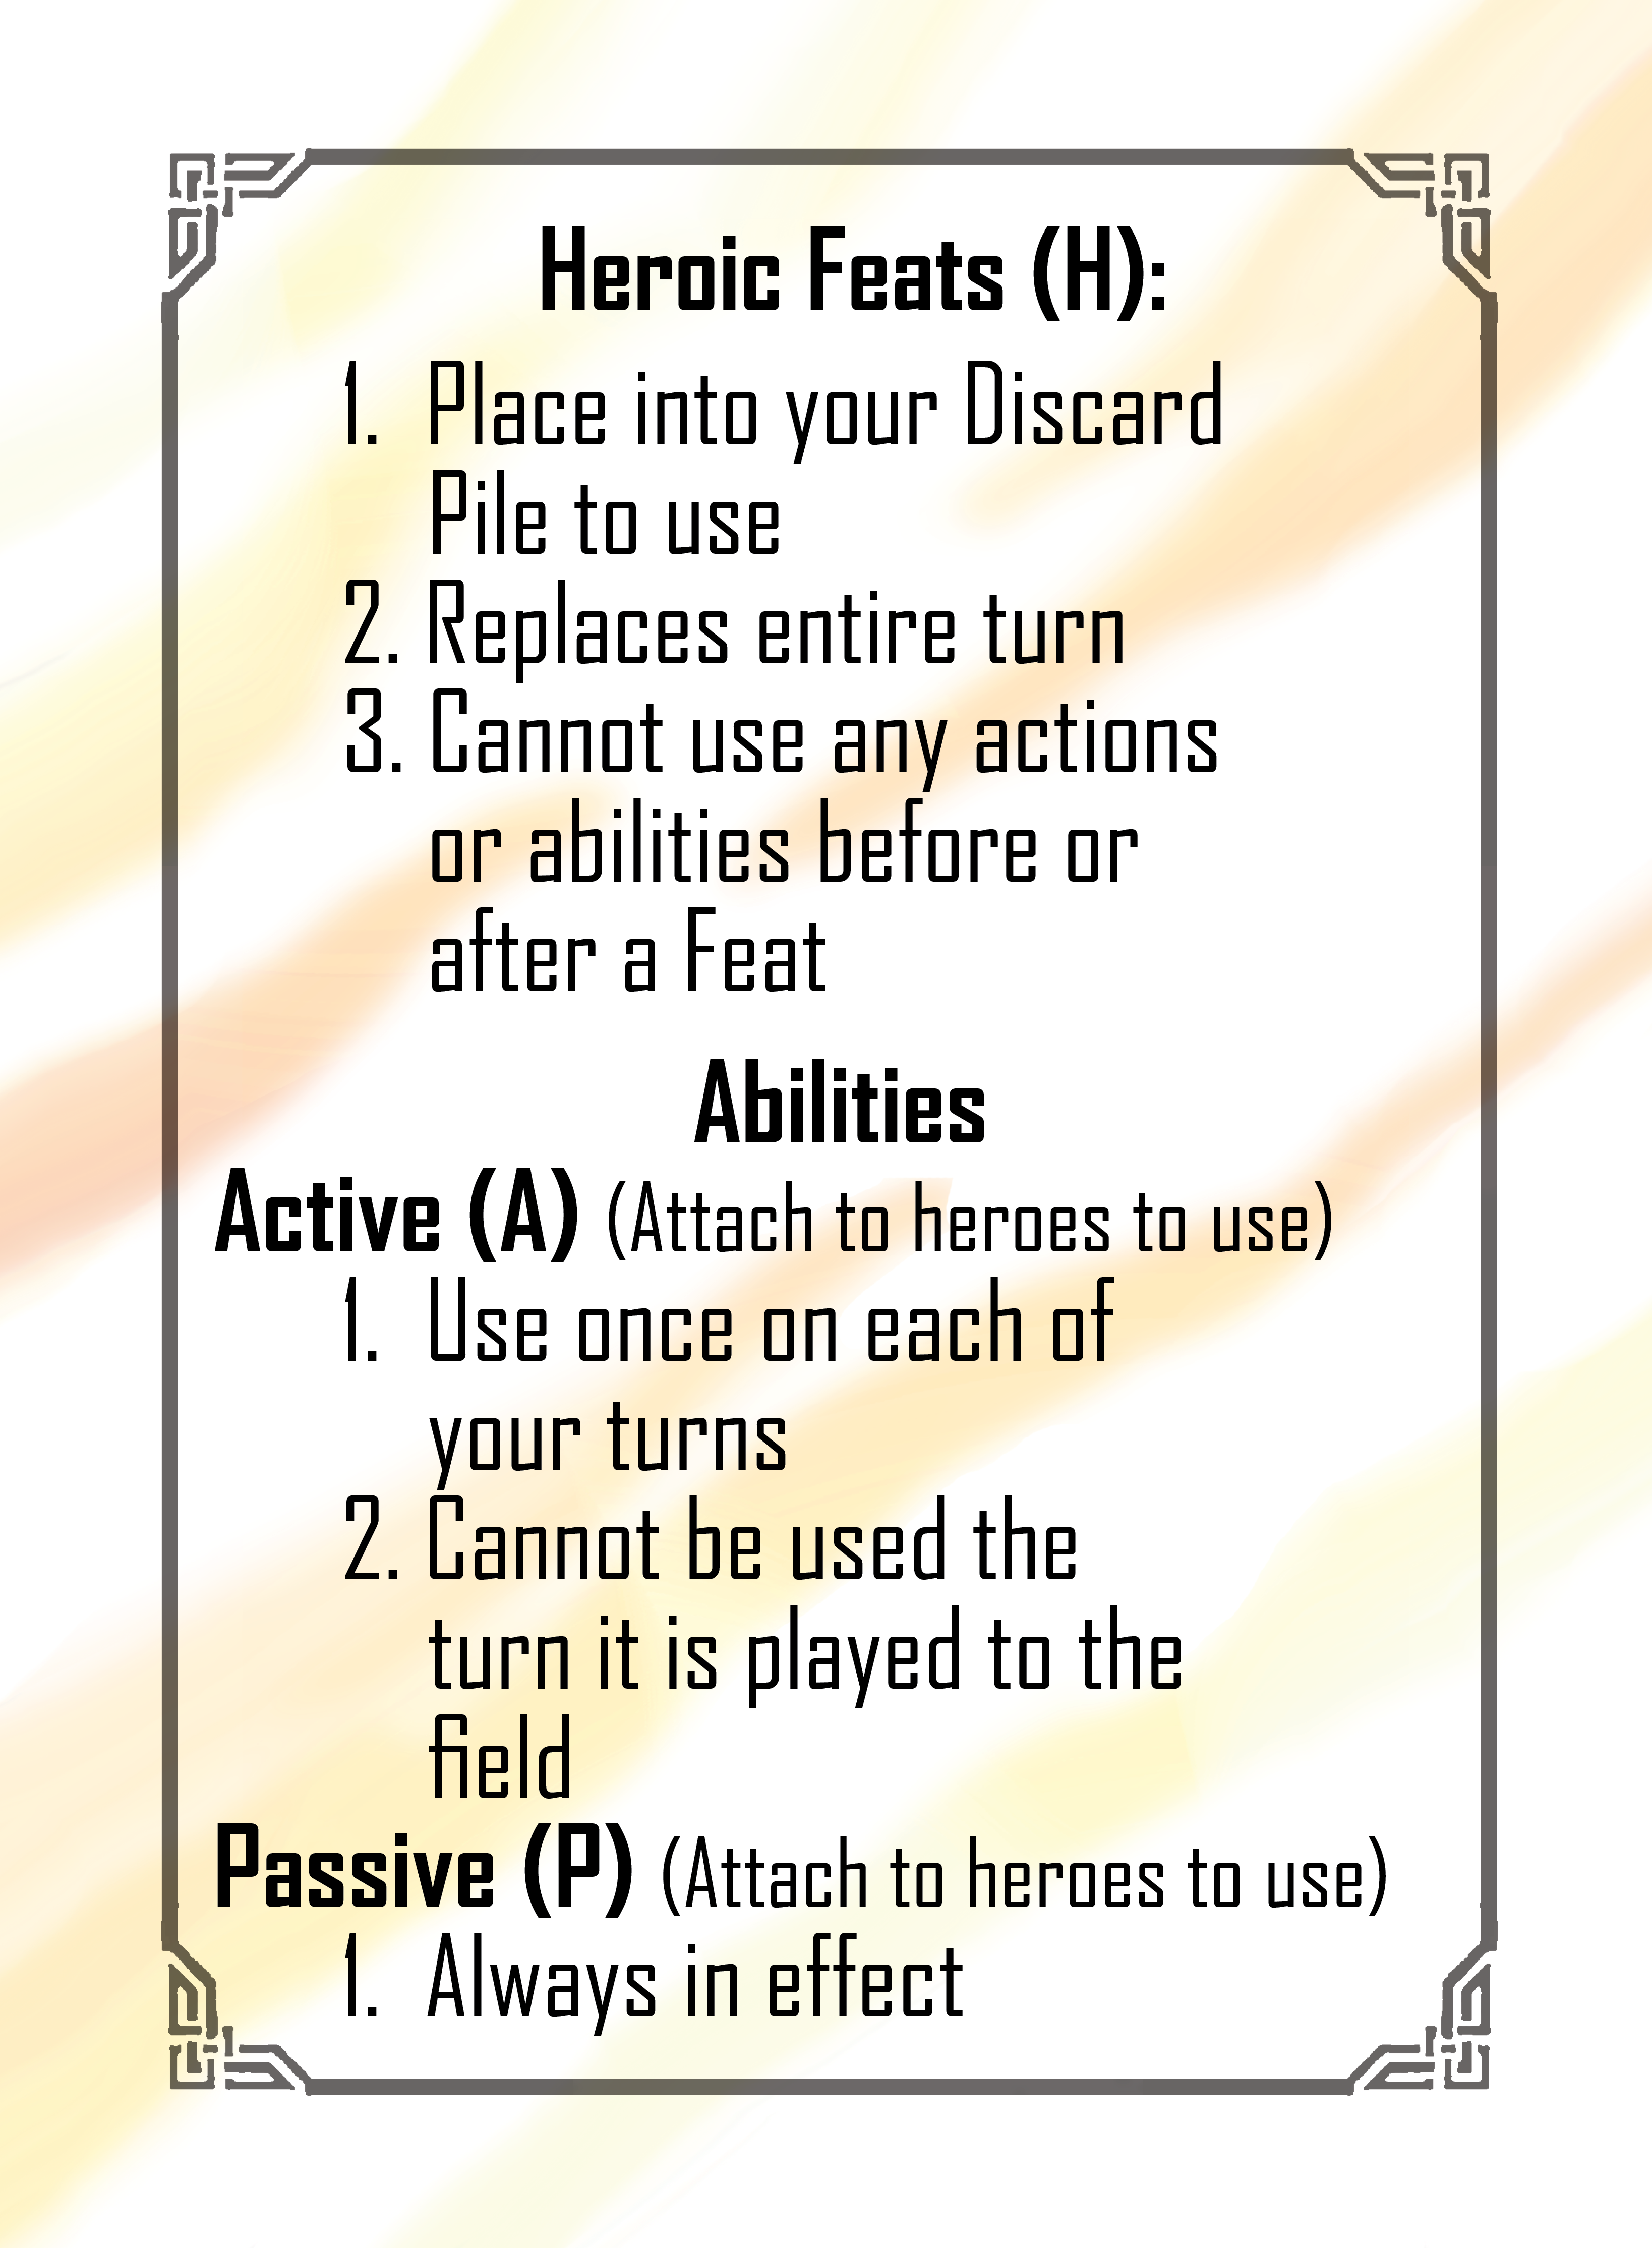 Heroic Feats (H):
1. Place into your Discard
Pile to use
2. Replaces entire turn
3. Cannot use any actions
or abilities before or
after a Feat
Abilities
Active (A) (Attach to heroes to use)
1. Use once on each of
your turns
2. Cannot be used the
turn it is played to the
field
Passive (P) (Attach to heroes to use)
1. Always in effect